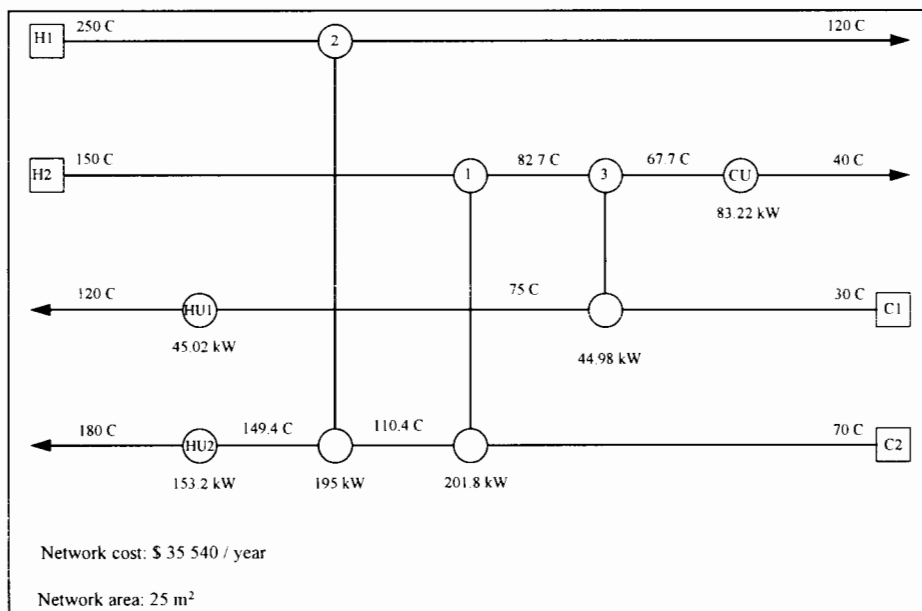 250 C
120 C
H1
2
150 C
82 7 C
67.7 C
40 C
H2
1
3
CU
83.22 kW
120 C
75 C
30 C
HU1
C1
45.02 kW
44.98 kW
180 C
149.4 C
110.4 C
70 C
HU2
C2
153.2 kW
195 kW
201.8 kW
Network cost: $ 35 540 / year
Network area: 25 m²